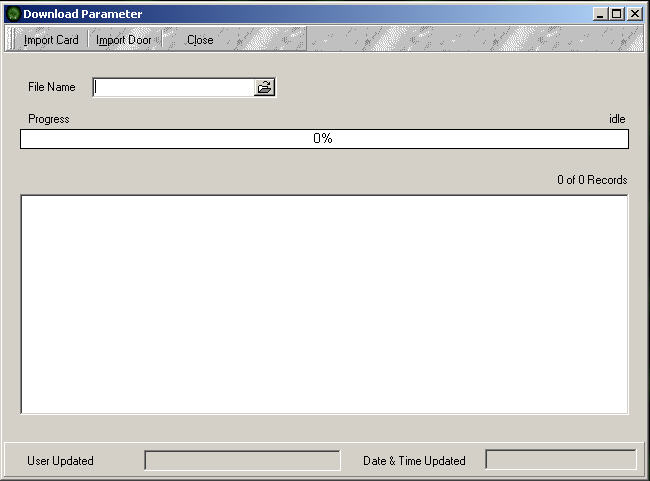 Download Parameter
Import Card Import Door Close
File Name
Progress idle
0%
0 of 0 Records
User Updated Date & Time Updated